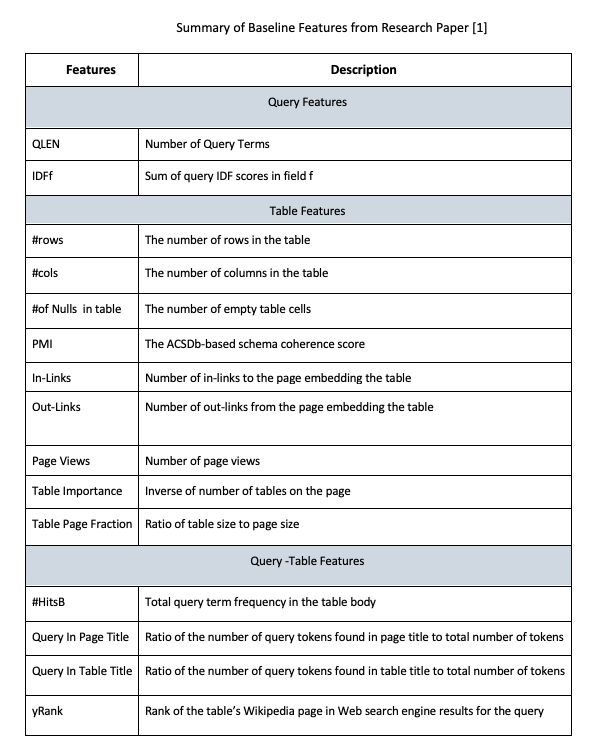 Summary of Baseline Features from Research Paper [1]
Features Description
Query Features
QLEN Number of Query Terms
IDFf Sum of query IDF scores in field f
Table Features
#rows The number of rows in the table
#cols The number of columns in the table
#of Nulls in table The number of empty table cells
PMI The ACSDb-based schema coherence score
In-Links Number of in-links to the page embedding the table
Out-Links Number of out-links from the page embedding the table
Page Views Number of page views
Table Importance Inverse of number of tables on the page
Table Page Fraction Ratio of table size to page size
Query -Table Features
#HitsB Total query term frequency in the table body
Query In Page Title Ratio of the number of query tokens found in page title to total number of tokens
Query In Table Title Ratio of the number of query tokens found in table title to total number of tokens
yRank Rank of the table’s Wikipedia page in Web search engine results for the query